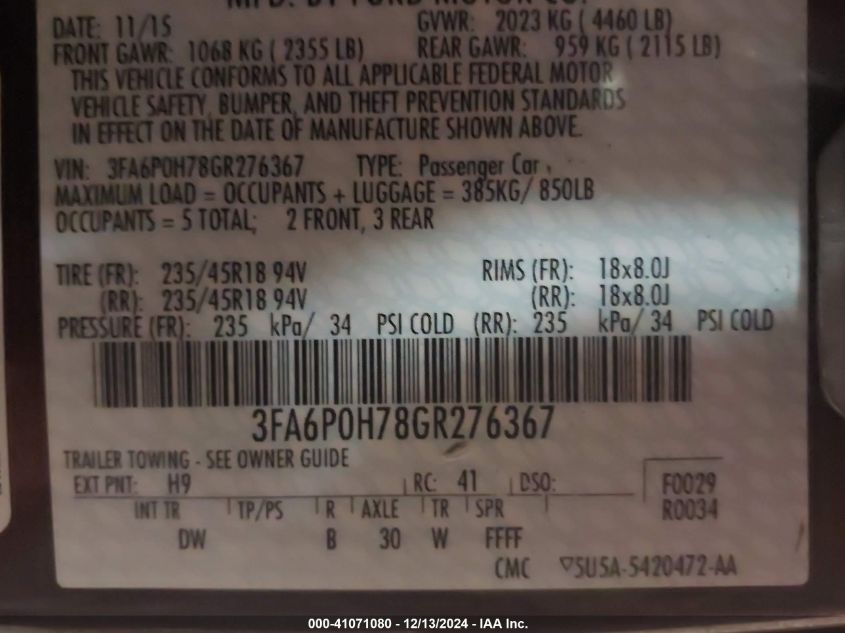 MFD. BY FORD MOTOR CO.
DATE: 11/15 GVWR: 2023 KG ( 4460 LB)
FRONT GAWR: 1068 KG ( 2355 LB) REAR GAWR: 959 KG ( 2115 LB)
THIS VEHICLE CONFORMS TO ALL APPLICABLE FEDERAL MOTOR
VEHICLE SAFETY, BUMPER, AND THEFT PREVENTION STANDARDS
IN EFFECT ON THE DATE OF MANUFACTURE SHOWN ABOVE.
VIN: 3FA6P0H78GR276367 TYPE: Passenger Car
MAXIMUM LOAD = OCCUPANTS + LUGGAGE = 385KG/ 850LB
OCCUPANTS = 5 TOTAL; 2 FRONT, 3 REAR
TIRE (FR): 235/45R18 94V RIMS (FR): 18x8.0J
(RR): 235/45R18 94V (RR): 18x8.0J
PRESSURE (FR): 235 kPa/ 34 PSI COLD (RR): 235 kPa/ 34 PSI COLD
3FA6P0H78GR276367
TRAILER TOWING - SEE OWNER GUIDE
EXT PNT: H9 RC: 41 DSO: F0029
INT TR TP/PS R AXLE TR SPR R0034
DW B 30 W FFFF
CMC ▽5U5A-5420472-AA
000-41071080 - 12/13/2024 - IAA Inc.